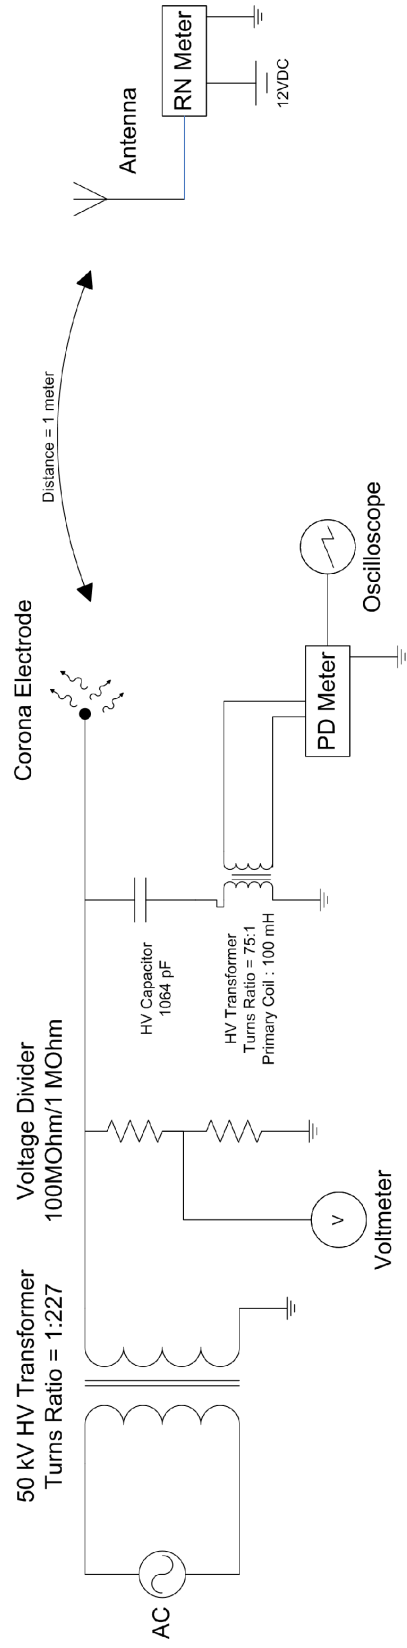 AC
50 kV HV Transformer
Turns Ratio = 1:227
Voltage Divider
100MOhm/1 MOhm
V
Voltmeter
HV Capacitor
1064 pF
HV Transformer
Turns Ratio = 75:1
Primary Coil : 100 mH
Corona Electrode
PD Meter
Oscilloscope
Distance = 1 meter
Antenna
RN Meter
12VDC